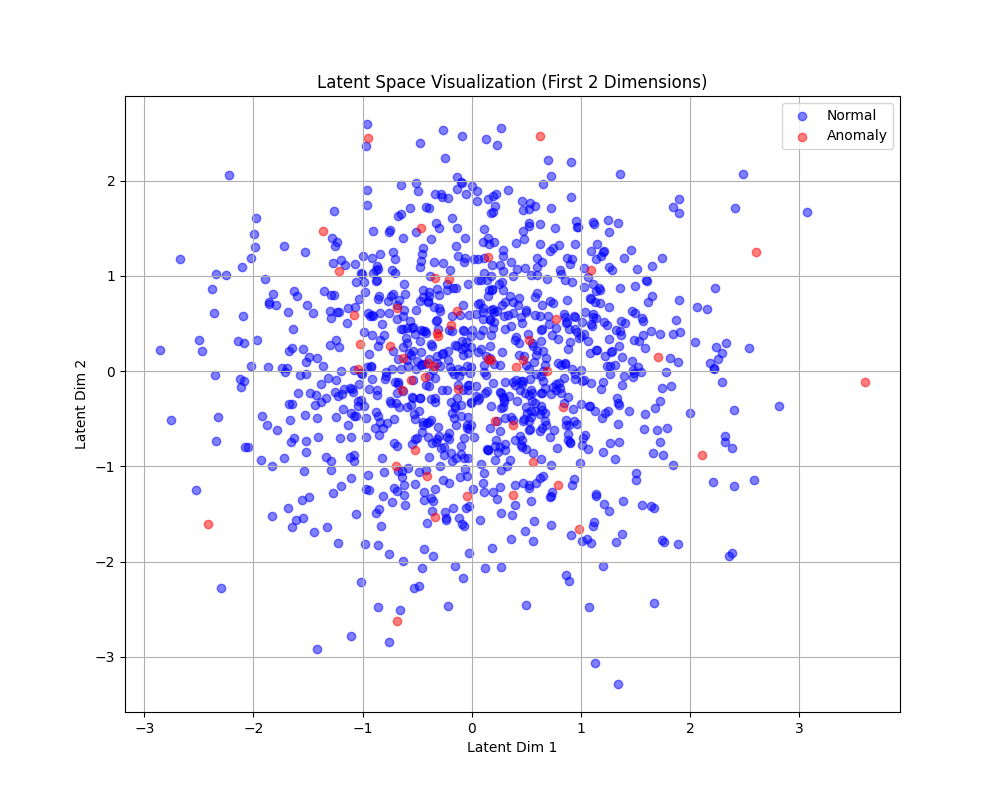 Latent Space Visualization (First 2 Dimensions)
Normal
Anomaly
2
1
0
−1
−2
−3
Latent Dim 2
−3 −2 −1 0 1 2 3
Latent Dim 1